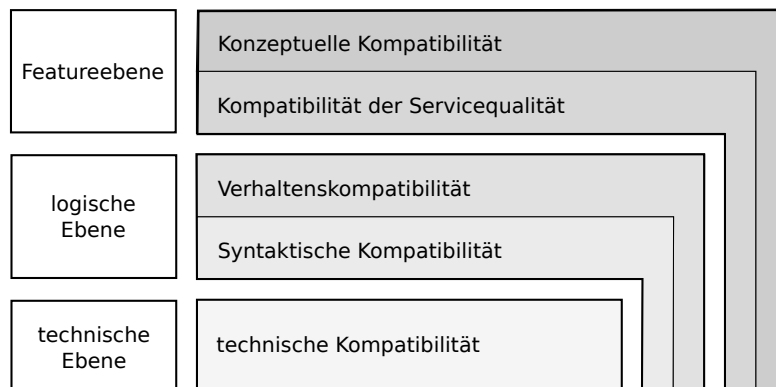 Featureebene
Konzeptuelle Kompatibilität
Kompatibilität der Servicequalität
logische
Ebene
Verhaltenskompatibilität
Syntaktische Kompatibilität
technische
Ebene
technische Kompatibilität